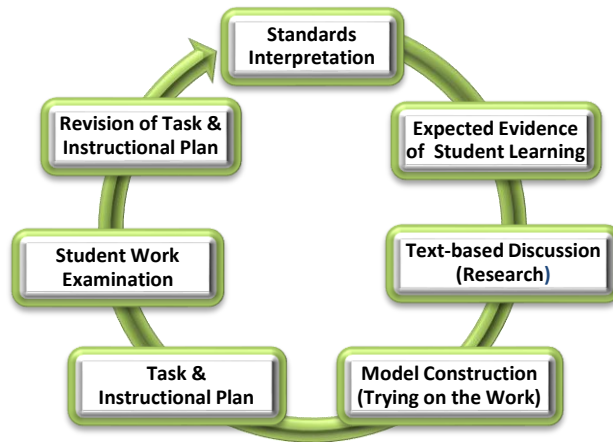 Standards
Interpretation
Expected Evidence
of Student Learning
Text-based Discussion
(Research)
Model Construction
(Trying on the Work)
Task &
Instructional Plan
Student Work
Examination
Revision of Task &
Instructional Plan